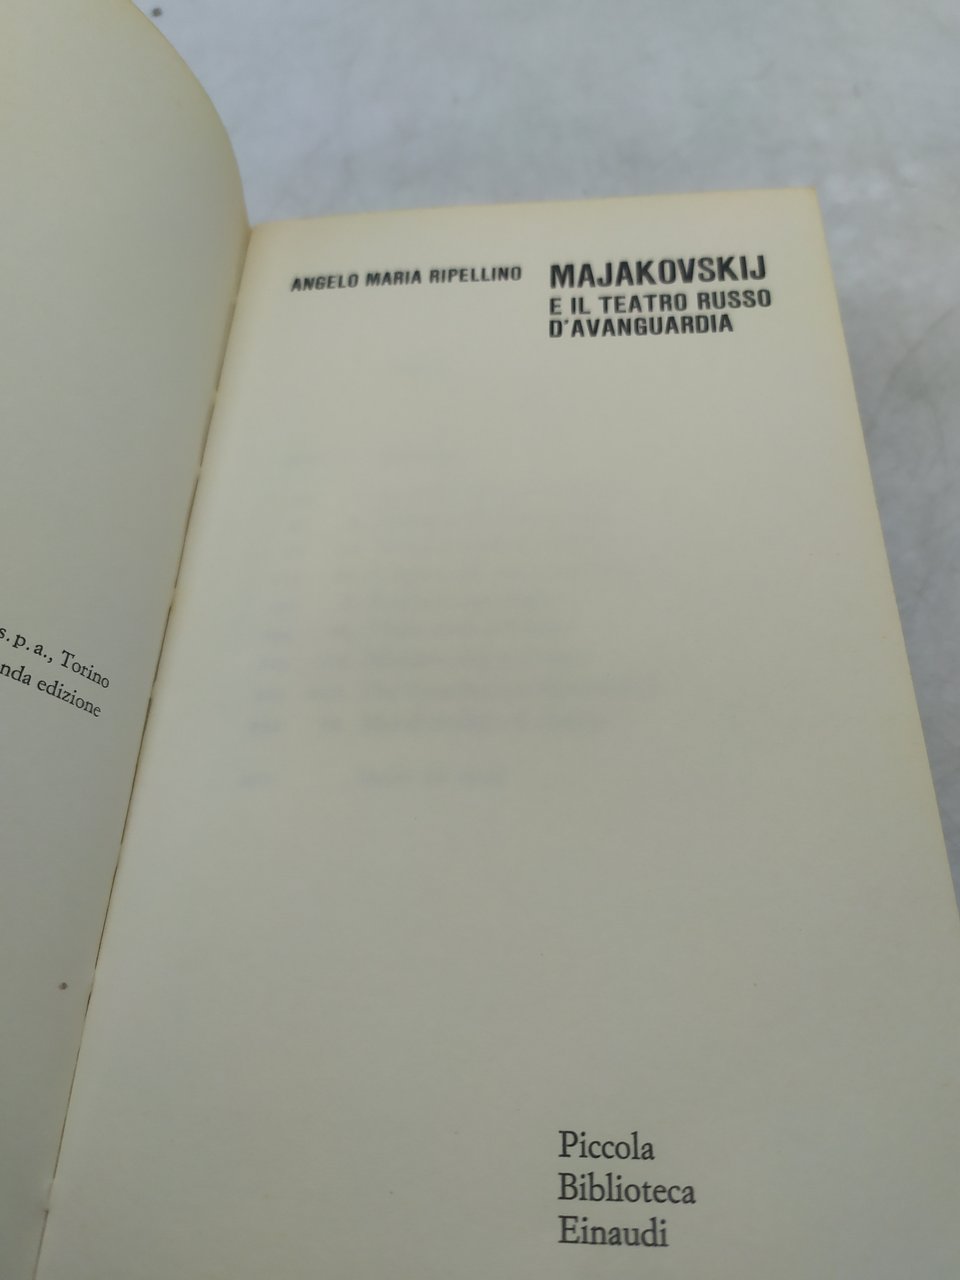 s.p.a., Torino
nda edizione
ANGELO MARIA RIPELLINO
MAJAKOVSKIJ
E IL TEATRO RUSSO
D'AVANGUARDIA
Piccola
Biblioteca
Einaudi